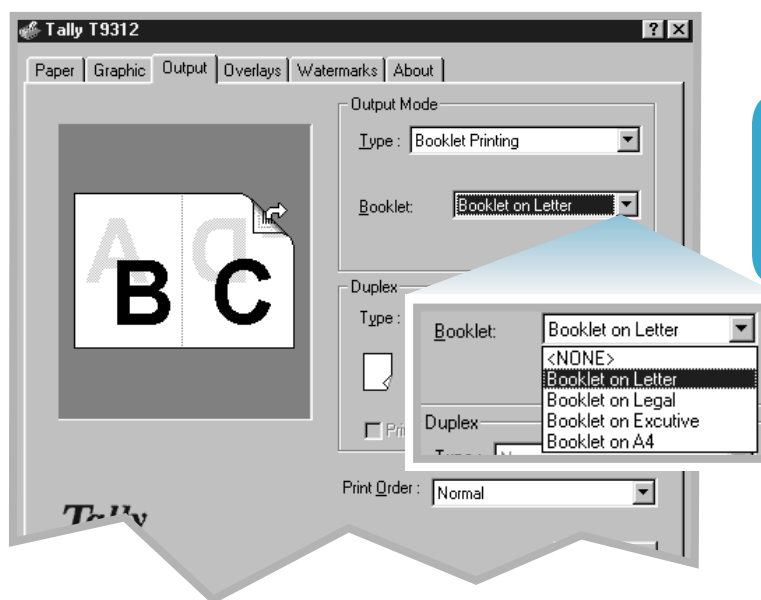 Tally T9312
Paper Graphic Output Overlays Watermarks About
Output Mode
Type : Booklet Printing
Booklet: Booklet on Letter
A D
B C
Duplex
Type :
Booklet: Booklet on Letter
<NONE>
Booklet on Letter
Booklet on Legal
Booklet on Excutive
Booklet on A4
Duplex
Print Order : Normal
Tally